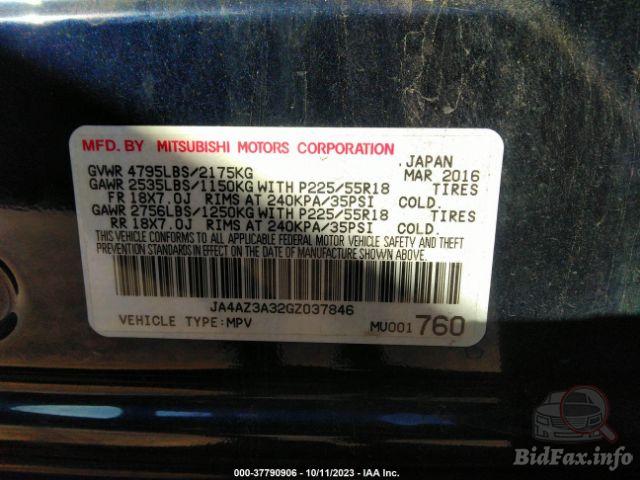 MFD. BY MITSUBISHI MOTORS CORPORATION
GVWR 4795LBS/2175KG JAPAN MAR 2016
GAWR 2535LBS/1150KG WITH P225/55R18 TIRES
FR 18X7.0J RIMS AT 240KPA/35PSI COLD.
GAWR 2756LBS/1250KG WITH P225/55R18 TIRES
RR 18X7.0J RIMS AT 240KPA/35PSI COLD.
THIS VEHICLE CONFORMS TO ALL APPLICABLE FEDERAL MOTOR VEHICLE SAFETY AND THEFT
PREVENTION STANDARDS IN EFFECT ON THE DATE OF MANUFACTURE SHOWN ABOVE.
JA4AZ3A32GZ037846
VEHICLE TYPE:MPV MU001 760
BidFax.info
000-37790906 - 10/11/2023 - IAA Inc.